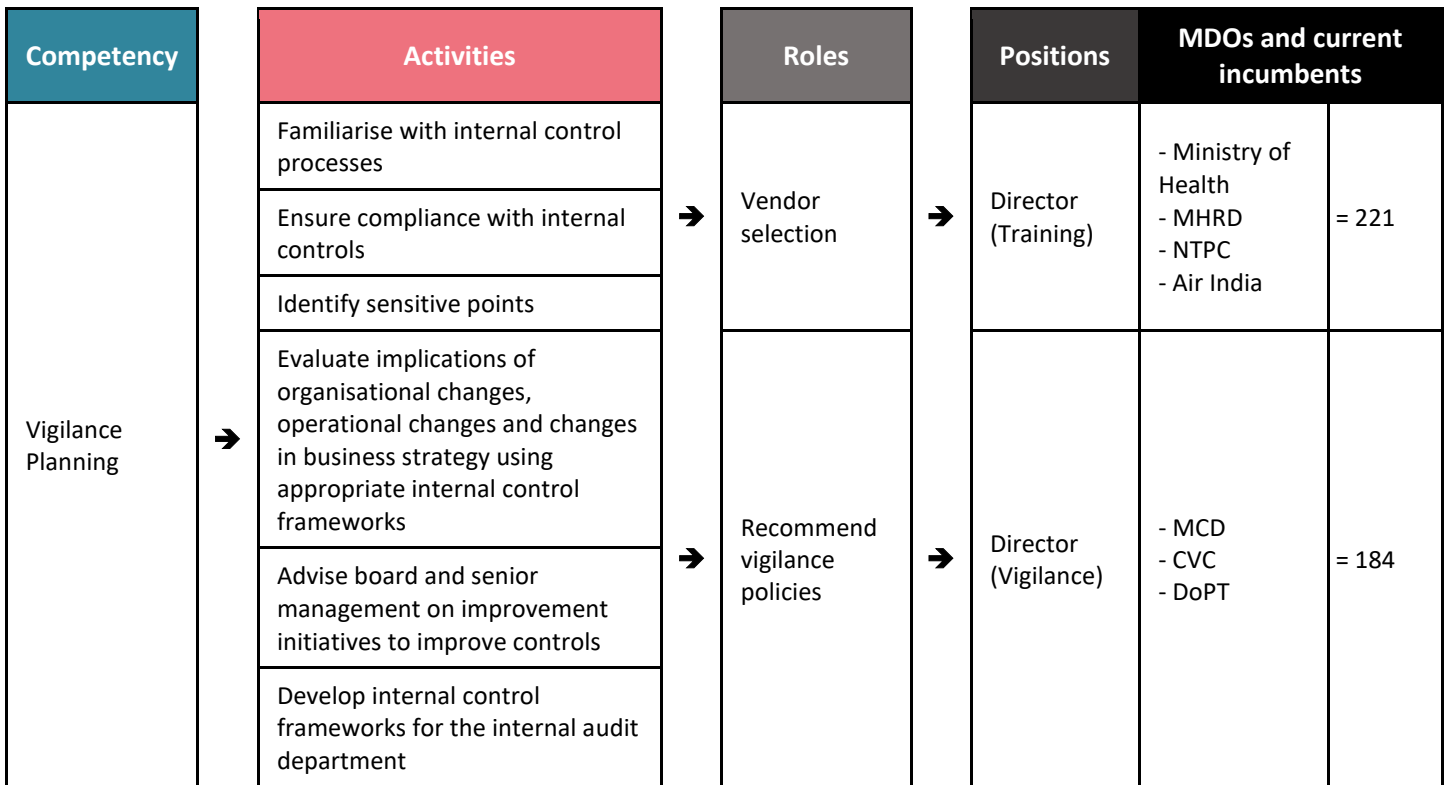 Competency
Activities
Roles
Positions
MDOs and current
incumbents
Vigilance
Planning
➔
Familiarise with internal control
processes
Ensure compliance with internal
controls
Identify sensitive points
➔
Vendor
selection
➔
Director
(Training)
- Ministry of
Health
- MHRD
- NTPC
- Air India
= 221
Evaluate implications of
organisational changes,
operational changes and changes
in business strategy using
appropriate internal control
frameworks
Advise board and senior
management on improvement
initiatives to improve controls
Develop internal control
frameworks for the internal audit
department
➔
Recommend
vigilance
policies
➔
Director
(Vigilance)
- MCD
- CVC
- DoPT
= 184